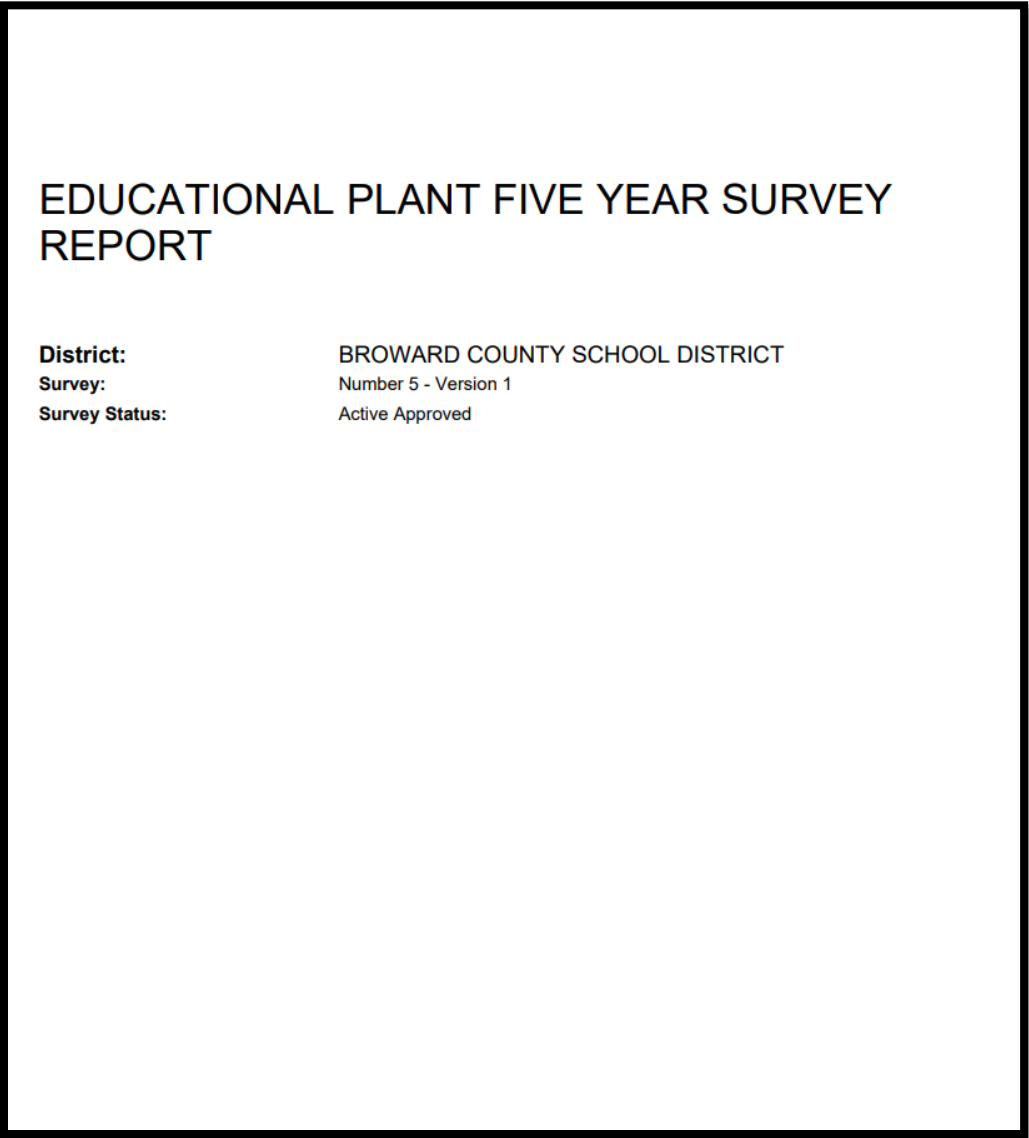 EDUCATIONAL PLANT FIVE YEAR SURVEY
REPORT
District: BROWARD COUNTY SCHOOL DISTRICT
Survey: Number 5 - Version 1
Survey Status: Active Approved